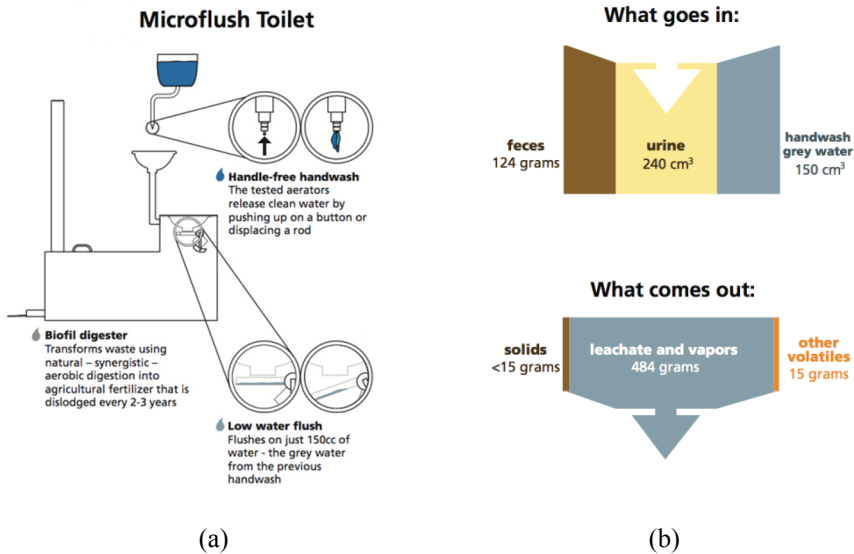 Microflush Toilet
Handle-free handwash
The tested aerators
release clean water by
pushing up on a button or
displacing a rod
Biofil digester
Transforms waste using
natural – synergistic –
aerobic digestion into
agricultural fertilizer that is
dislodged every 2-3 years
Low water flush
Flushes on just 150cc of
water - the grey water
from the previous
handwash
(a)
What goes in:
feces
124 grams
urine
240 cm³
handwash
grey water
150 cm³
What comes out:
solids
<15 grams
leachate and vapors
484 grams
other
volatiles
15 grams
(b)